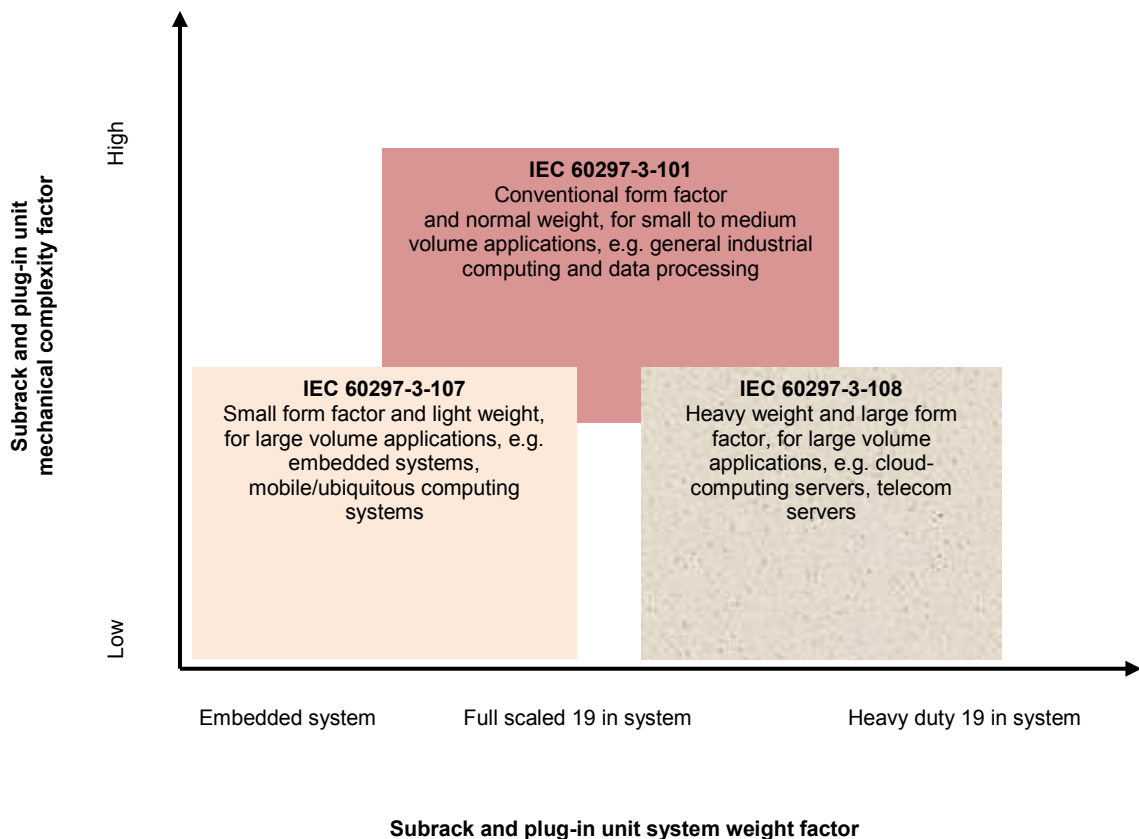 Subrack and plug-in unit
mechanical complexity factor
High
Low
IEC 60297-3-101
Conventional form factor
and normal weight, for small to medium
volume applications, e.g. general industrial
computing and data processing
IEC 60297-3-107
Small form factor and light weight,
for large volume applications, e.g.
embedded systems,
mobile/ubiquitous computing
systems
IEC 60297-3-108
Heavy weight and large form
factor, for large volume
applications, e.g. cloud-
computing servers, telecom
servers
Embedded system
Full scaled 19 in system
Heavy duty 19 in system
Subrack and plug-in unit system weight factor